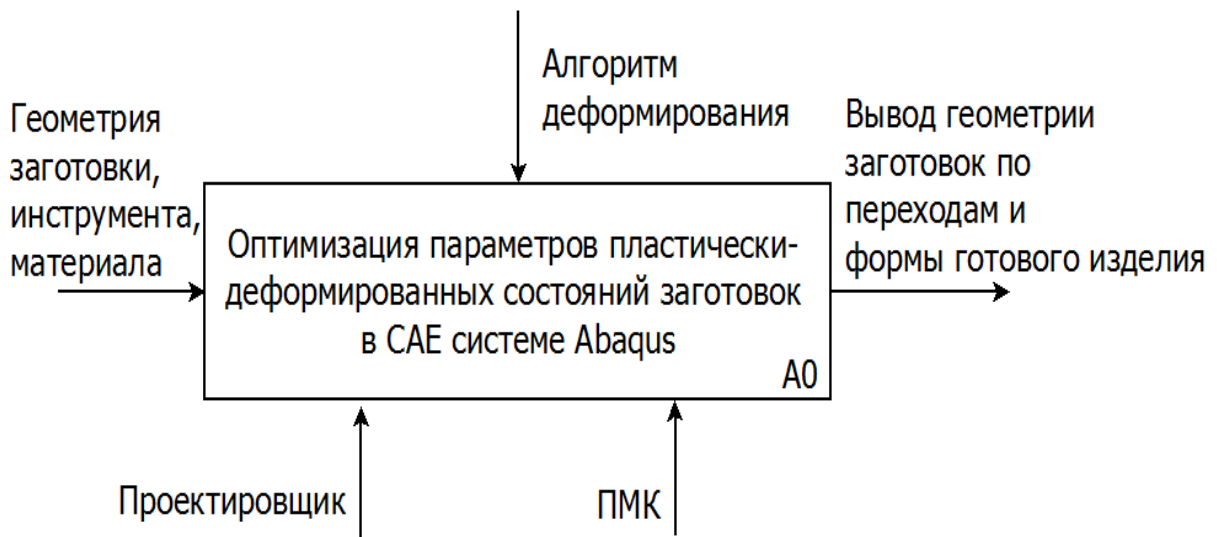 Алгоритм
деформирования
Геометрия
заготовки,
инструмента,
материала
Вывод геометрии
заготовок по
переходам и
формы готового изделия
Оптимизация параметров пластически-
деформированных состояний заготовок
в CAE системе Abaqus
A0
Проектировщик
ПМК